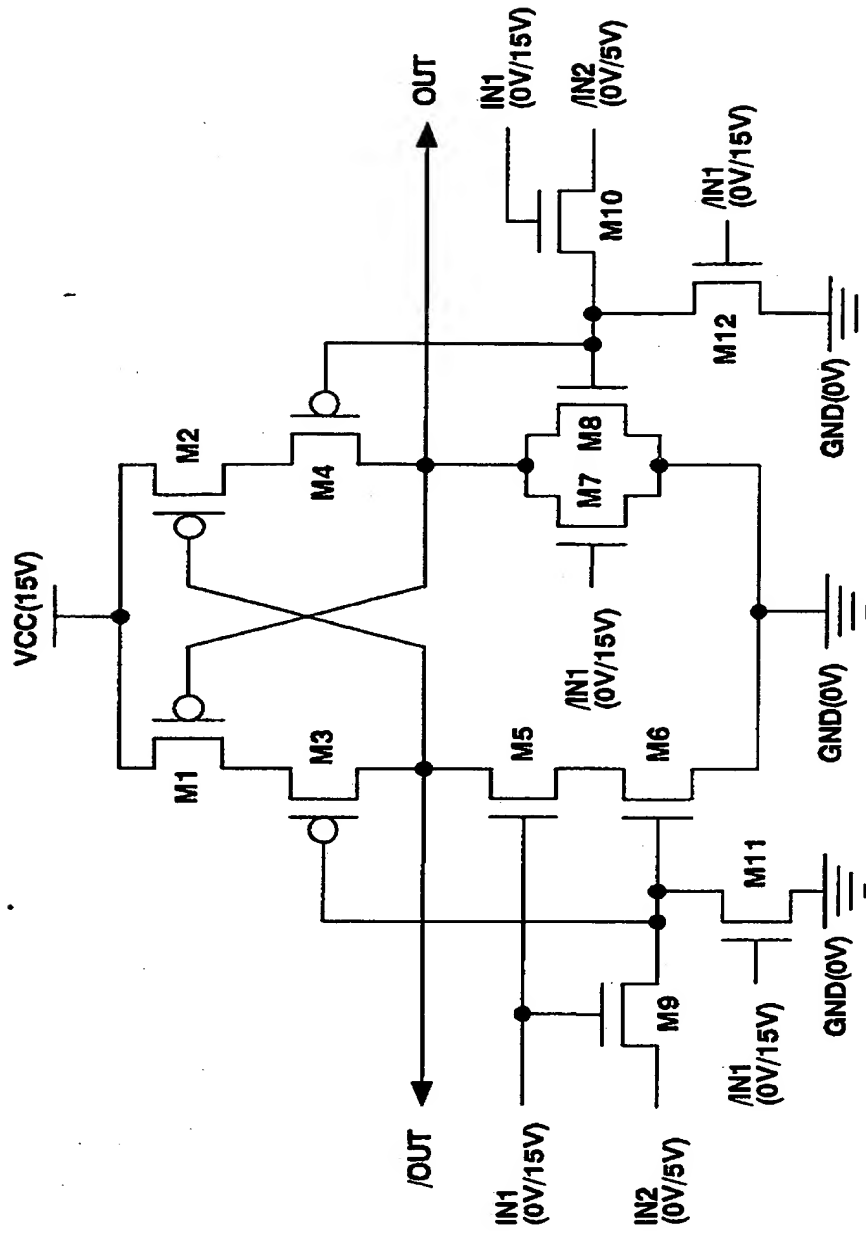 VCC(15V)
M1
M2
M3
M4
/OUT
OUT
M5
M6
M7
M8
/IN1
(0V/15V)
IN1
(0V/15V)
IN2
(0V/5V)
M9
M11
/IN1
(0V/15V)
GND(0V)
GND(0V)
IN1
(0V/15V)
/IN2
(0V/5V)
M10
M12
/IN1
(0V/15V)
GND(0V)